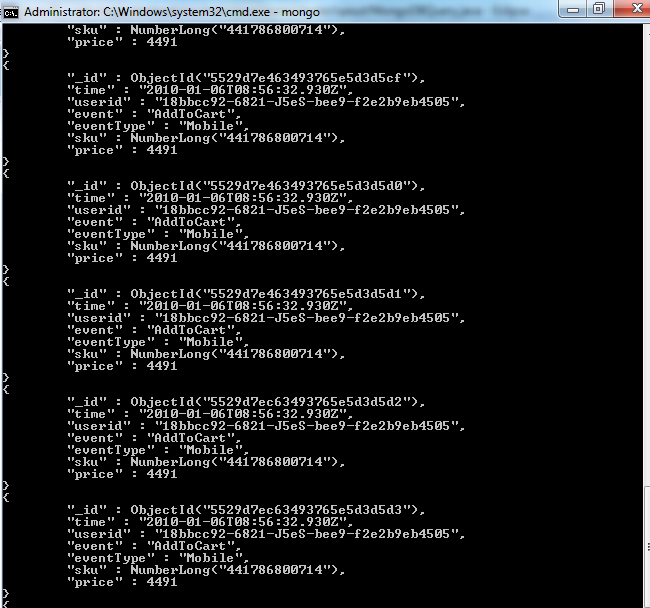 Administrator: C:\Windows\system32\cmd.exe - mongo
"sku" : NumberLong("441786800714"),
"price" : 4491
}
{
"_id" : ObjectId("5529d7e463493765e5d3d5cf"),
"time" : "2010-01-06T08:56:32.930Z",
"userid" : "18bbcc92-6821-J5eS-bee9-f2e2b9eb4505",
"event" : "AddToCart",
"eventType" : "Mobile",
"sku" : NumberLong("441786800714"),
"price" : 4491
}
{
"_id" : ObjectId("5529d7e463493765e5d3d5d0"),
"time" : "2010-01-06T08:56:32.930Z",
"userid" : "18bbcc92-6821-J5eS-bee9-f2e2b9eb4505",
"event" : "AddToCart",
"eventType" : "Mobile",
"sku" : NumberLong("441786800714"),
"price" : 4491
}
{
"_id" : ObjectId("5529d7e463493765e5d3d5d1"),
"time" : "2010-01-06T08:56:32.930Z",
"userid" : "18bbcc92-6821-J5eS-bee9-f2e2b9eb4505",
"event" : "AddToCart",
"eventType" : "Mobile",
"sku" : NumberLong("441786800714"),
"price" : 4491
}
{
"_id" : ObjectId("5529d7ec63493765e5d3d5d2"),
"time" : "2010-01-06T08:56:32.930Z",
"userid" : "18bbcc92-6821-J5eS-bee9-f2e2b9eb4505",
"event" : "AddToCart",
"eventType" : "Mobile",
"sku" : NumberLong("441786800714"),
"price" : 4491
}
{
"_id" : ObjectId("5529d7ec63493765e5d3d5d3"),
"time" : "2010-01-06T08:56:32.930Z",
"userid" : "18bbcc92-6821-J5eS-bee9-f2e2b9eb4505",
"event" : "AddToCart",
"eventType" : "Mobile",
"sku" : NumberLong("441786800714"),
"price" : 4491
}
{